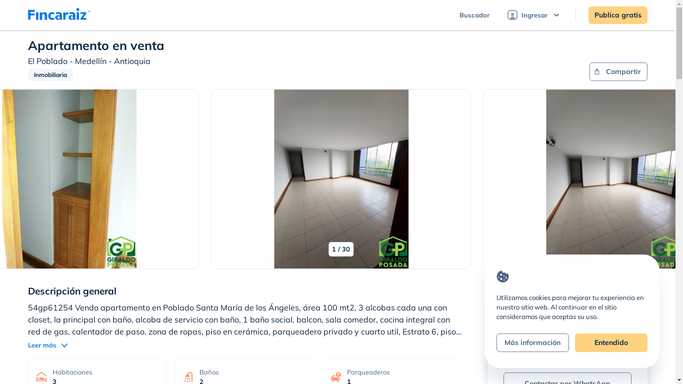 Fincaraiz
Buscador
Ingresar
Publica gratis
Apartamento en venta
El Poblado - Medellín - Antioquia
Inmobiliaria
Compartir
GP
GIRALDO
POSADA
1 / 30
GP
GIRALDO
POSADA
GP
Descripción general
54gp61254 Vendo apartamento en Poblado Santa María de los Ángeles, área 100 mt2, 3 alcobas cada una con
closet, la principal con baño, alcoba de servicio con baño, 1 baño social, balcon, sala comedor, cocina integral con
red de gas, calentador de paso, zona de ropas, piso en cerámica, parqueadero privado y cuarto util, Estrato 6, piso...
Leer más
Habitaciones
3
Baños
2
Parqueaderos
1
Utilizamos cookies para mejorar tu experiencia en
nuestro sitio web. Al continuar en el sitio
consideramos que aceptas su uso.
Más información
Entendido
Contactar por WhatsApp